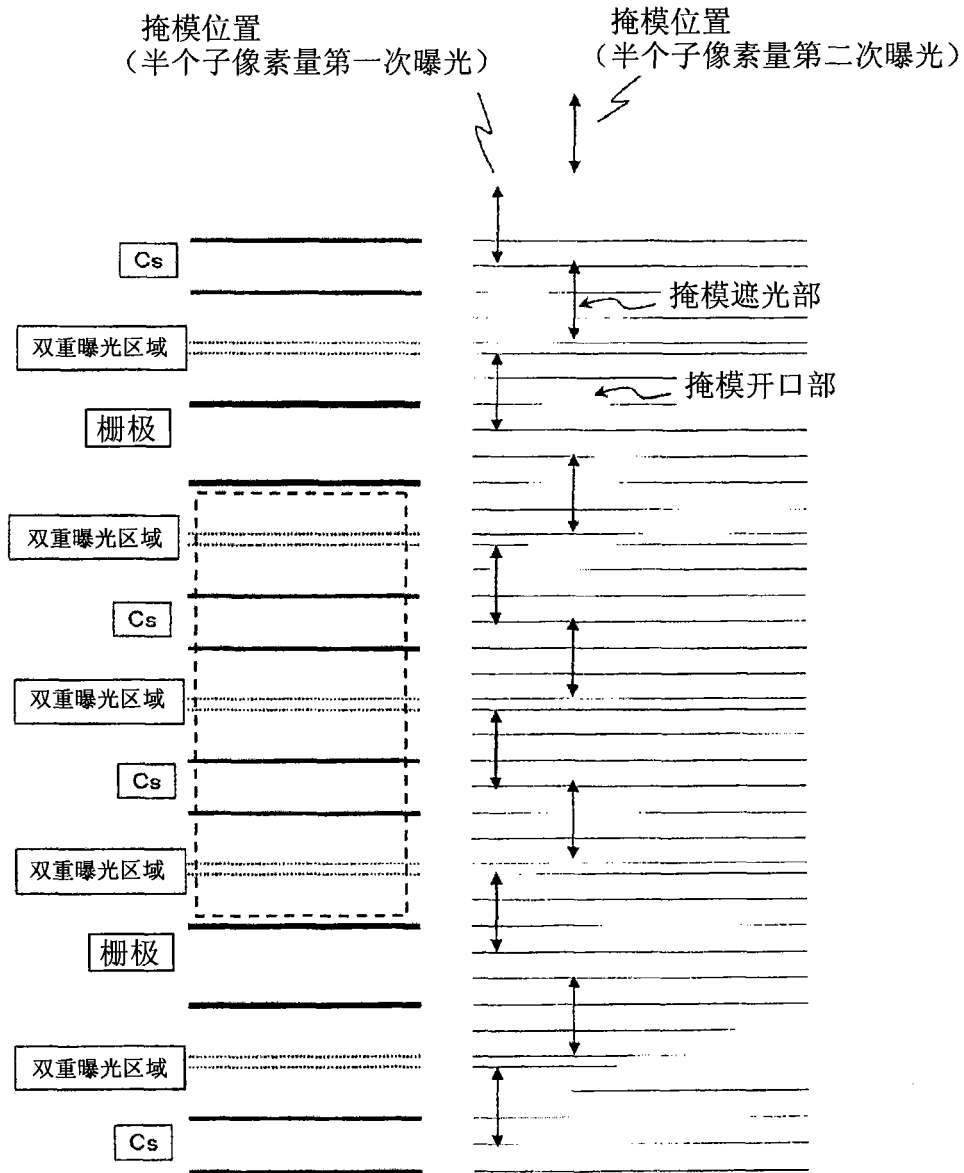 掩模位置
（半个子像素量第一次曝光）
掩模位置
（半个子像素量第二次曝光）
Cs
掩模遮光部
双重曝光区域
掩模开口部
栅极
双重曝光区域
Cs
双重曝光区域
Cs
双重曝光区域
栅极
双重曝光区域
Cs